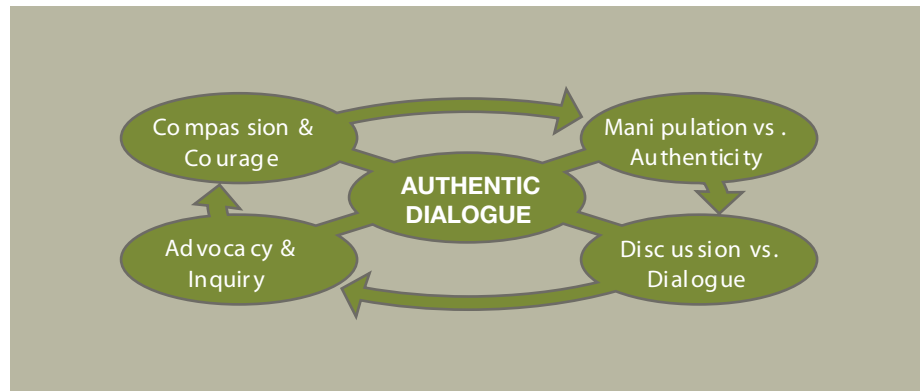 Compassion &
Courage
Manipulation vs.
Authenticity
AUTHENTIC
DIALOGUE
Advocacy &
Inquiry
Discussion vs.
Dialogue